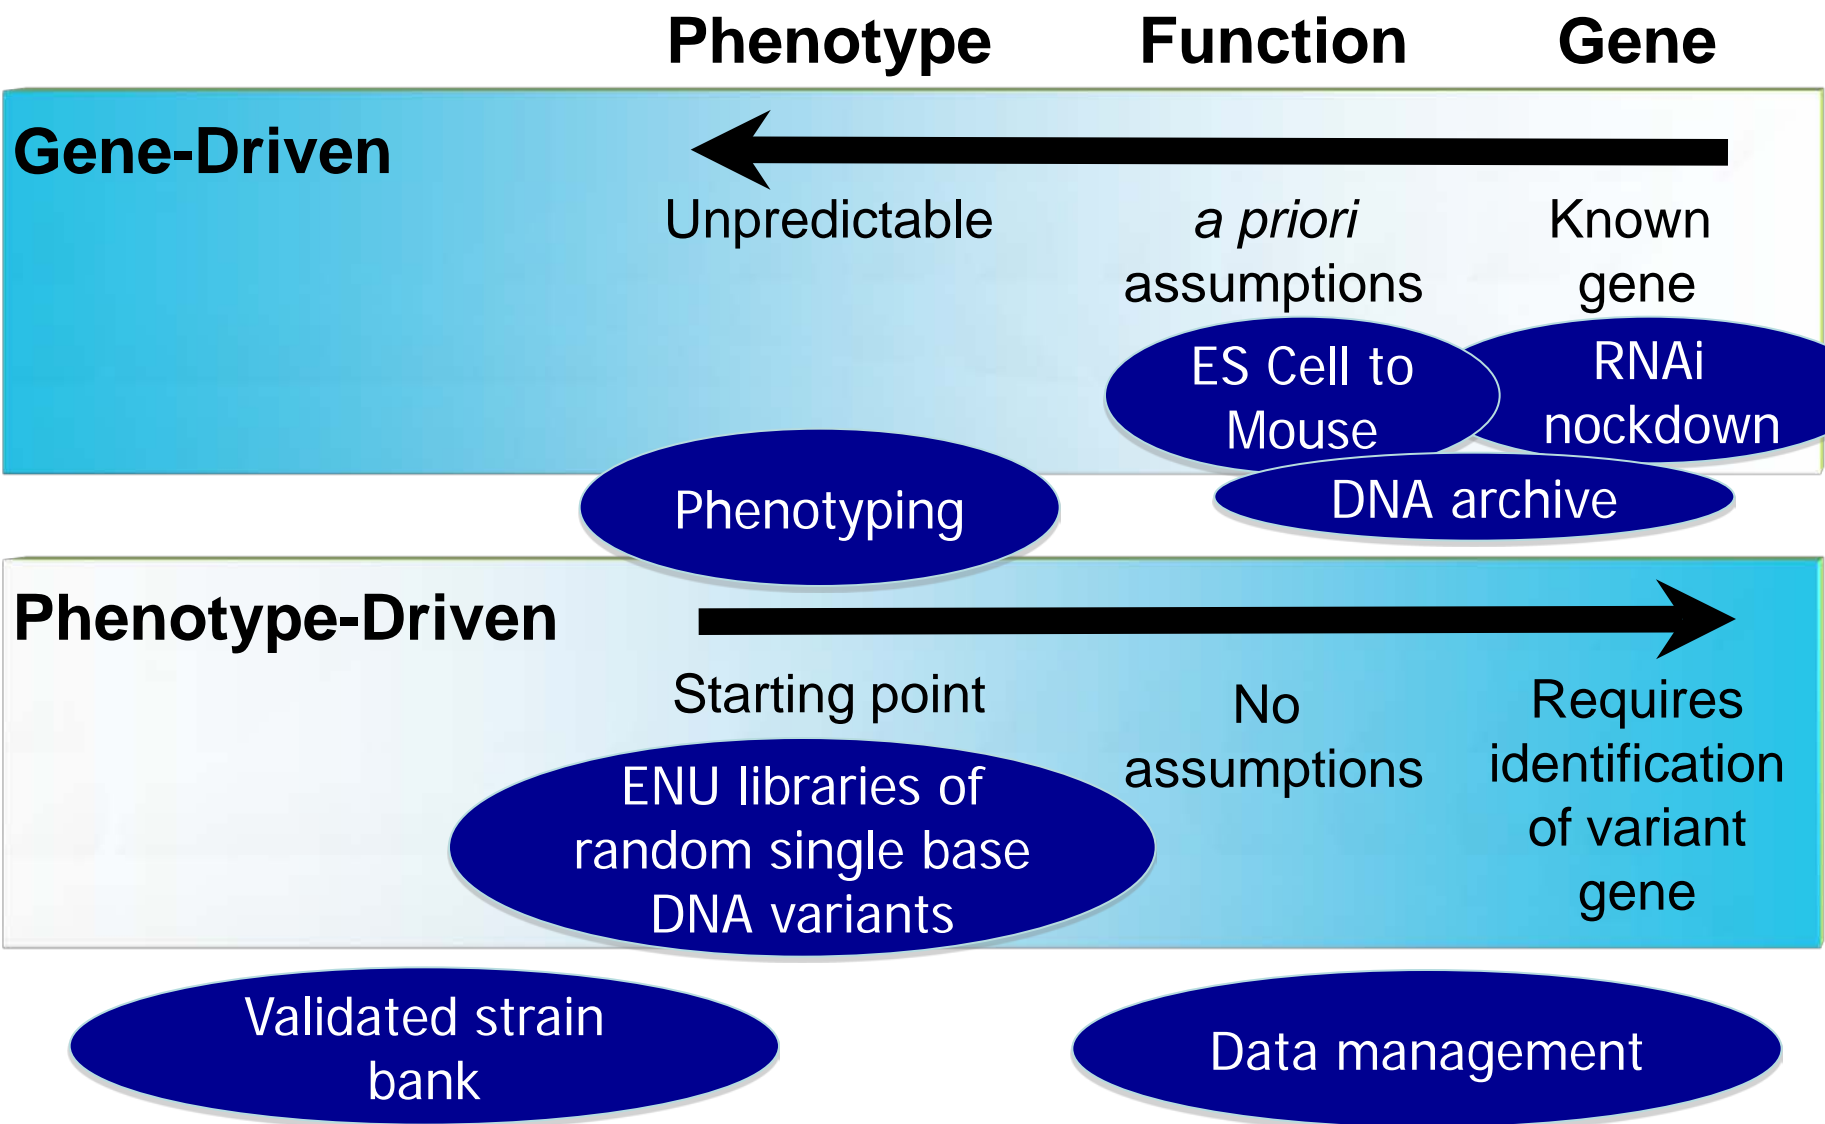 Phenotype Function Gene
Gene-Driven
Unpredictable
a priori
assumptions
Known
gene
ES Cell to
Mouse
RNAi
nockdown
Phenotyping
DNA archive
Phenotype-Driven
Starting point
No
assumptions
Requires
identification
of variant
gene
ENU libraries of
random single base
DNA variants
Validated strain
bank
Data management